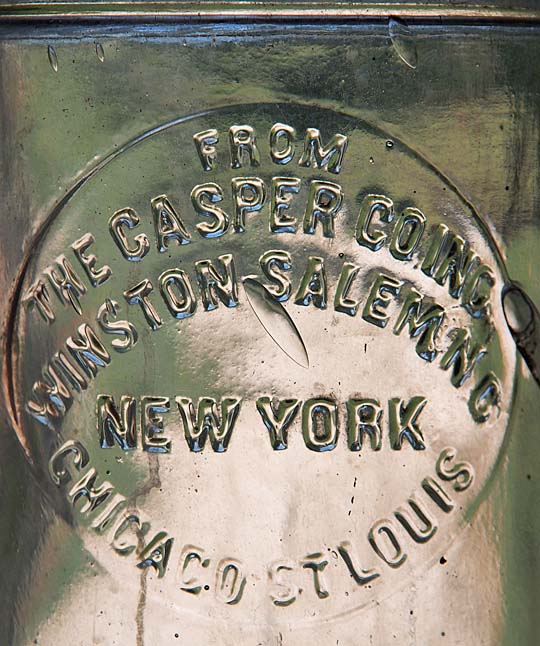 FROM
THE CASPER CO INC.
WINSTON SALEM N C
NEW YORK
CHICAGO ST LOUIS